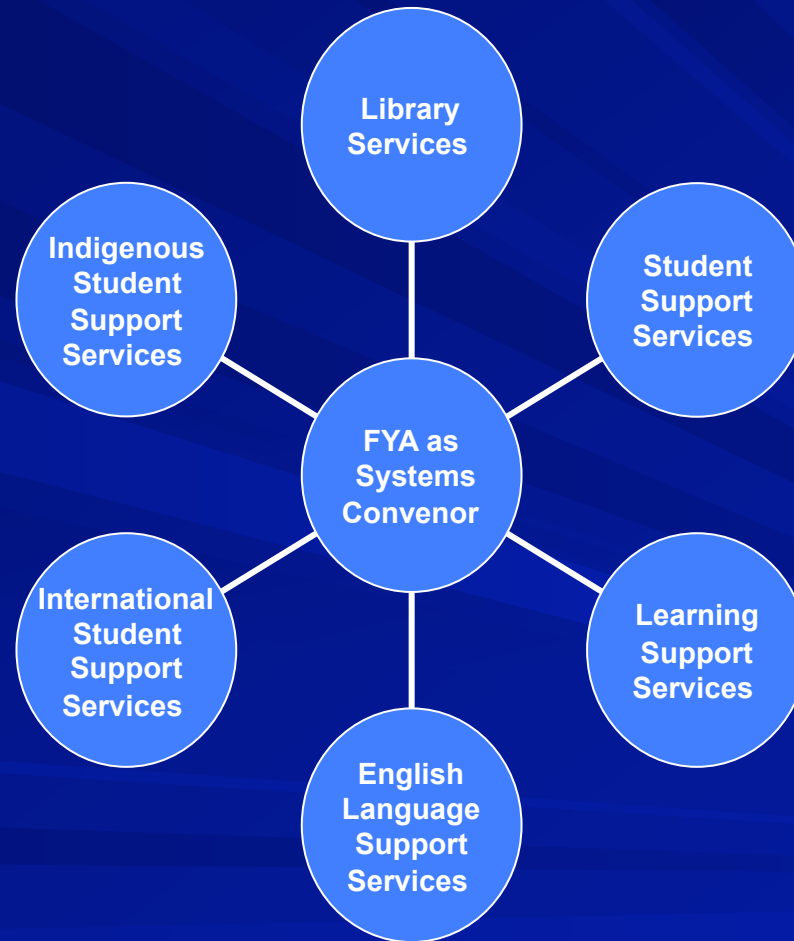 Library
Services
Indigenous
Student
Support
Services
Student
Support
Services
FYA as
Systems
Convenor
International
Student
Support
Services
Learning
Support
Services
English
Language
Support
Services